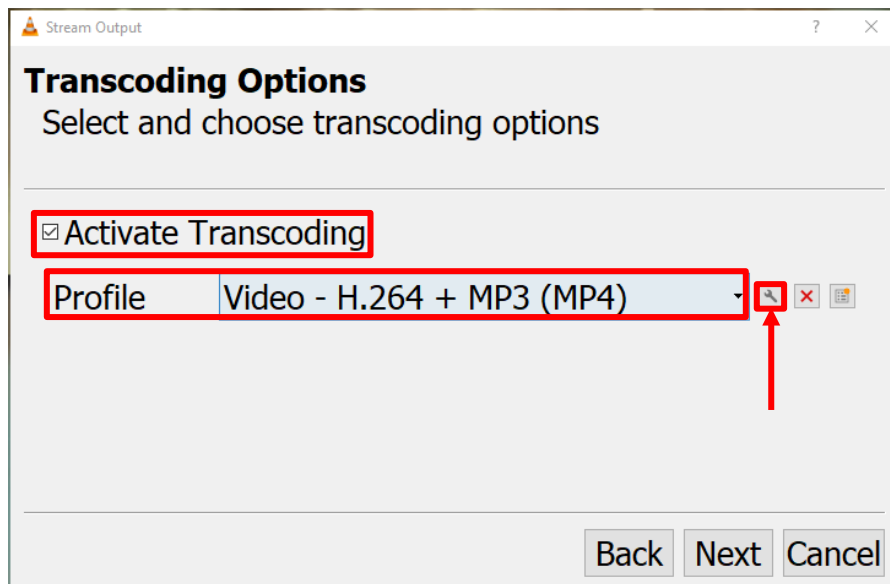 Stream Output
Transcoding Options
Select and choose transcoding options
Activate Transcoding
Profile Video - H.264 + MP3 (MP4)
Back Next Cancel